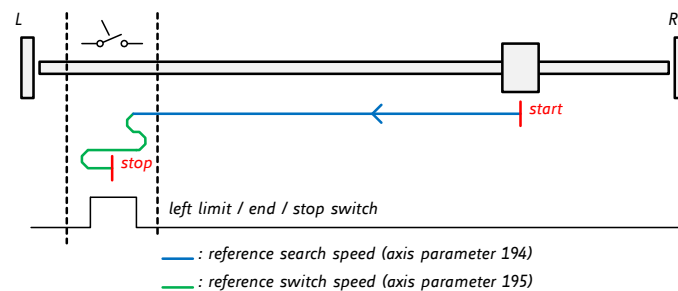 L
R
start
stop
left limit / end / stop switch
: reference search speed (axis parameter 194)
: reference switch speed (axis parameter 195)